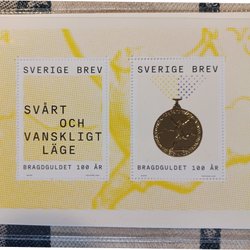 SVERIGE BREV
SVÅRT
OCH
VANSKLIGT
LÄGE
BRAGDGULDET 100 ÅR
SVERIGE BREV
BRAGDGULDET 100 ÅR